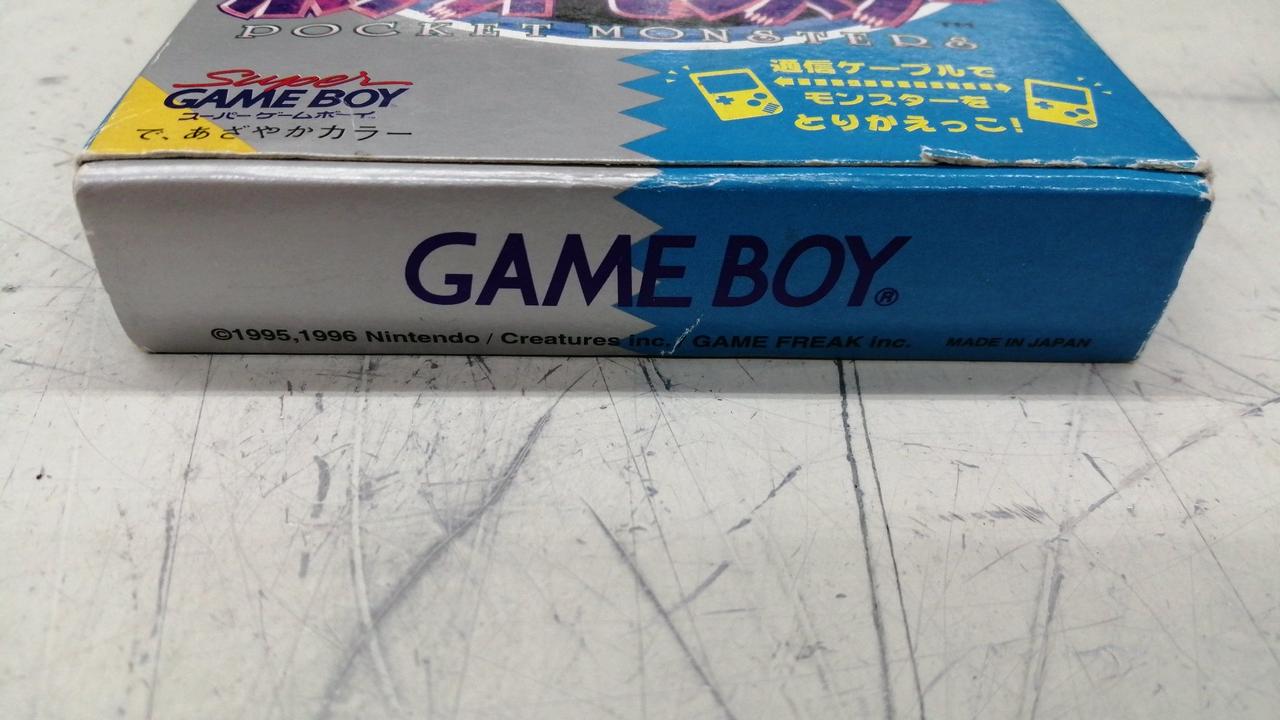 POCKET MONSTERS
TM
Super
GAME BOY
スーパーゲームボーイ
で、あざやかカラー
通信ケーブルで
モンスターを
とりかえっこ!
GAME BOY®
©1995,1996 Nintendo / Creatures inc. / GAME FREAK inc. MADE IN JAPAN